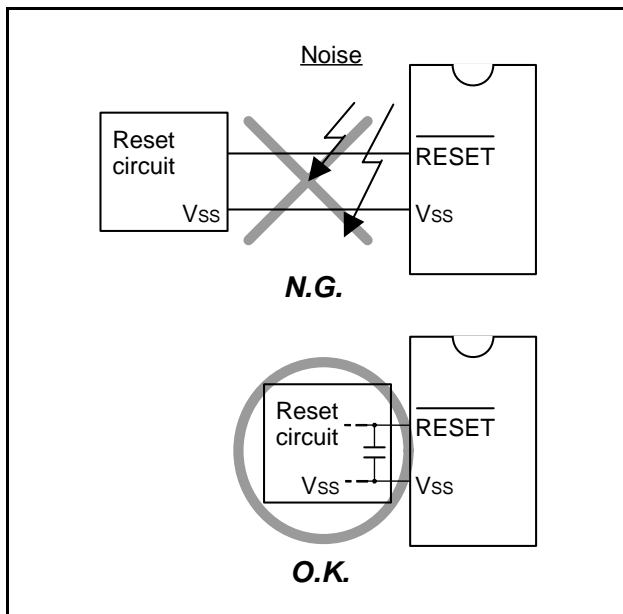 Noise
Reset
circuit
RESET
Vss
Vss
N.G.
Reset
circuit
RESET
Vss
Vss
O.K.